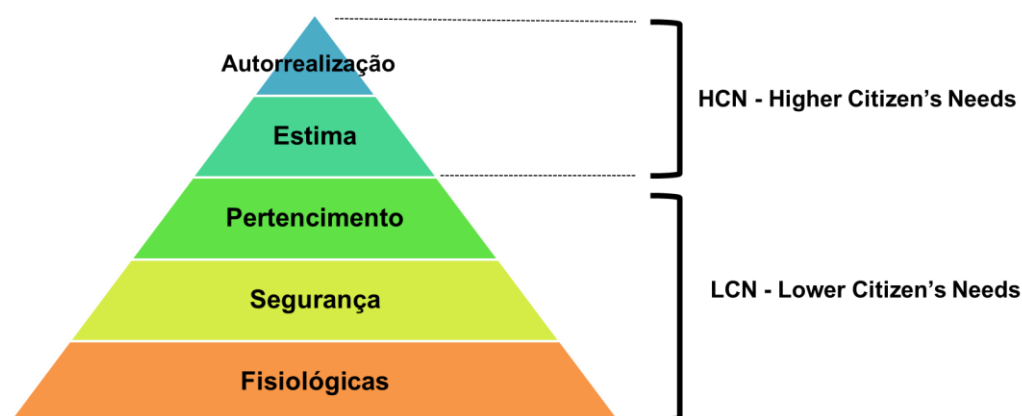 Autorrealização
HCN - Higher Citizen's Needs
Estima
Pertencimento
LCN - Lower Citizen's Needs
Segurança
Fisiológicas